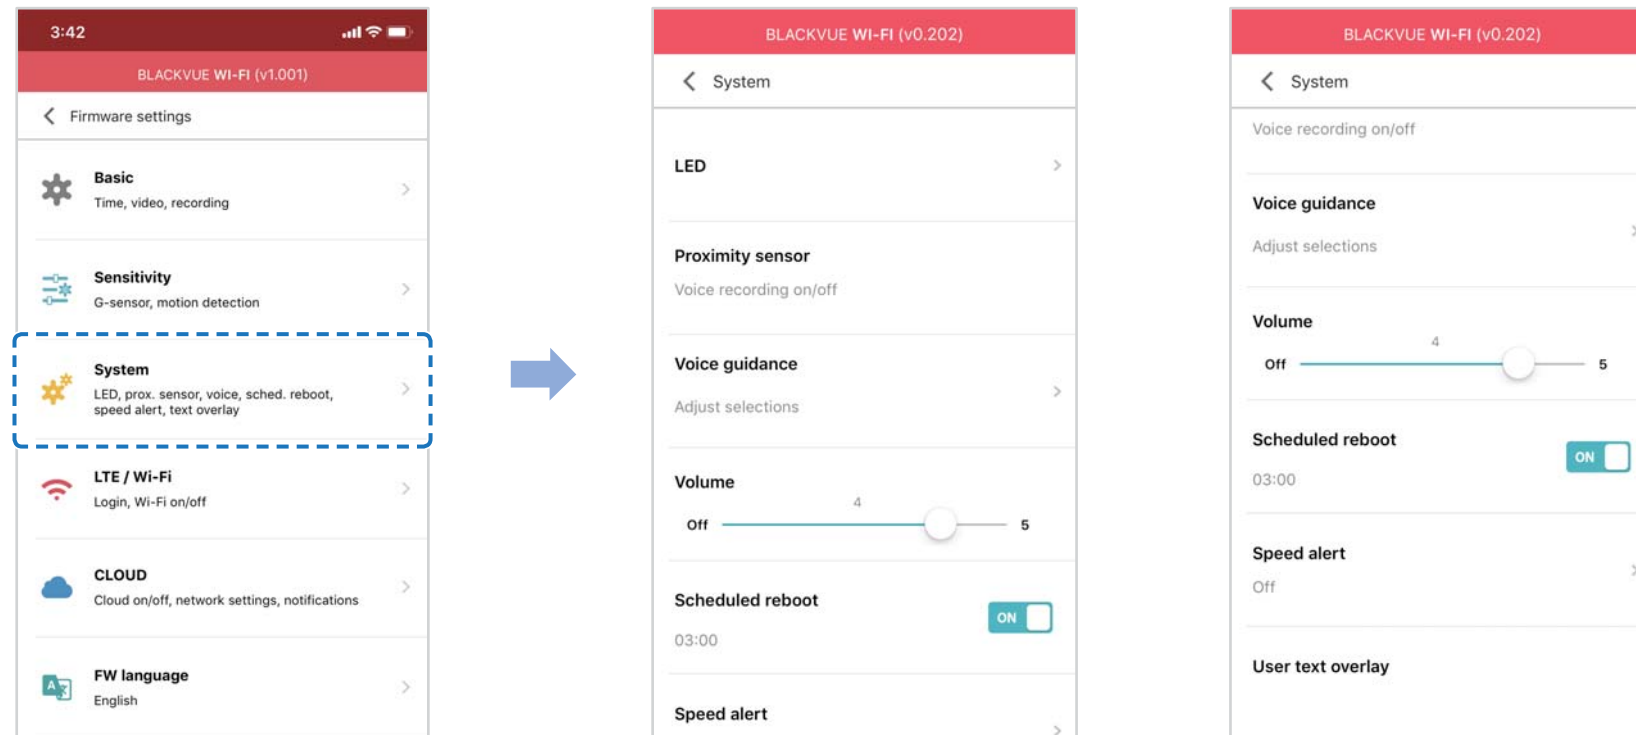 3:42
BLACKVUE WI-FI (v1.001)
Firmware settings
Basic
Time, video, recording
Sensitivity
G-sensor, motion detection
System
LED, prox. sensor, voice, sched. reboot,
speed alert, text overlay
LTE / Wi-Fi
Login, Wi-Fi on/off
CLOUD
Cloud on/off, network settings, notifications
A
FW language
English
BLACKVUE WI-FI (v0.202)
System
LED
Proximity sensor
Voice recording on/off
Voice guidance
Adjust selections
Volume
4
Off 5
Scheduled reboot
ON
03:00
Speed alert
BLACKVUE WI-FI (v0.202)
System
Voice recording on/off
Voice guidance
Adjust selections
Volume
4
Off 5
Scheduled reboot
ON
03:00
Speed alert
Off
User text overlay